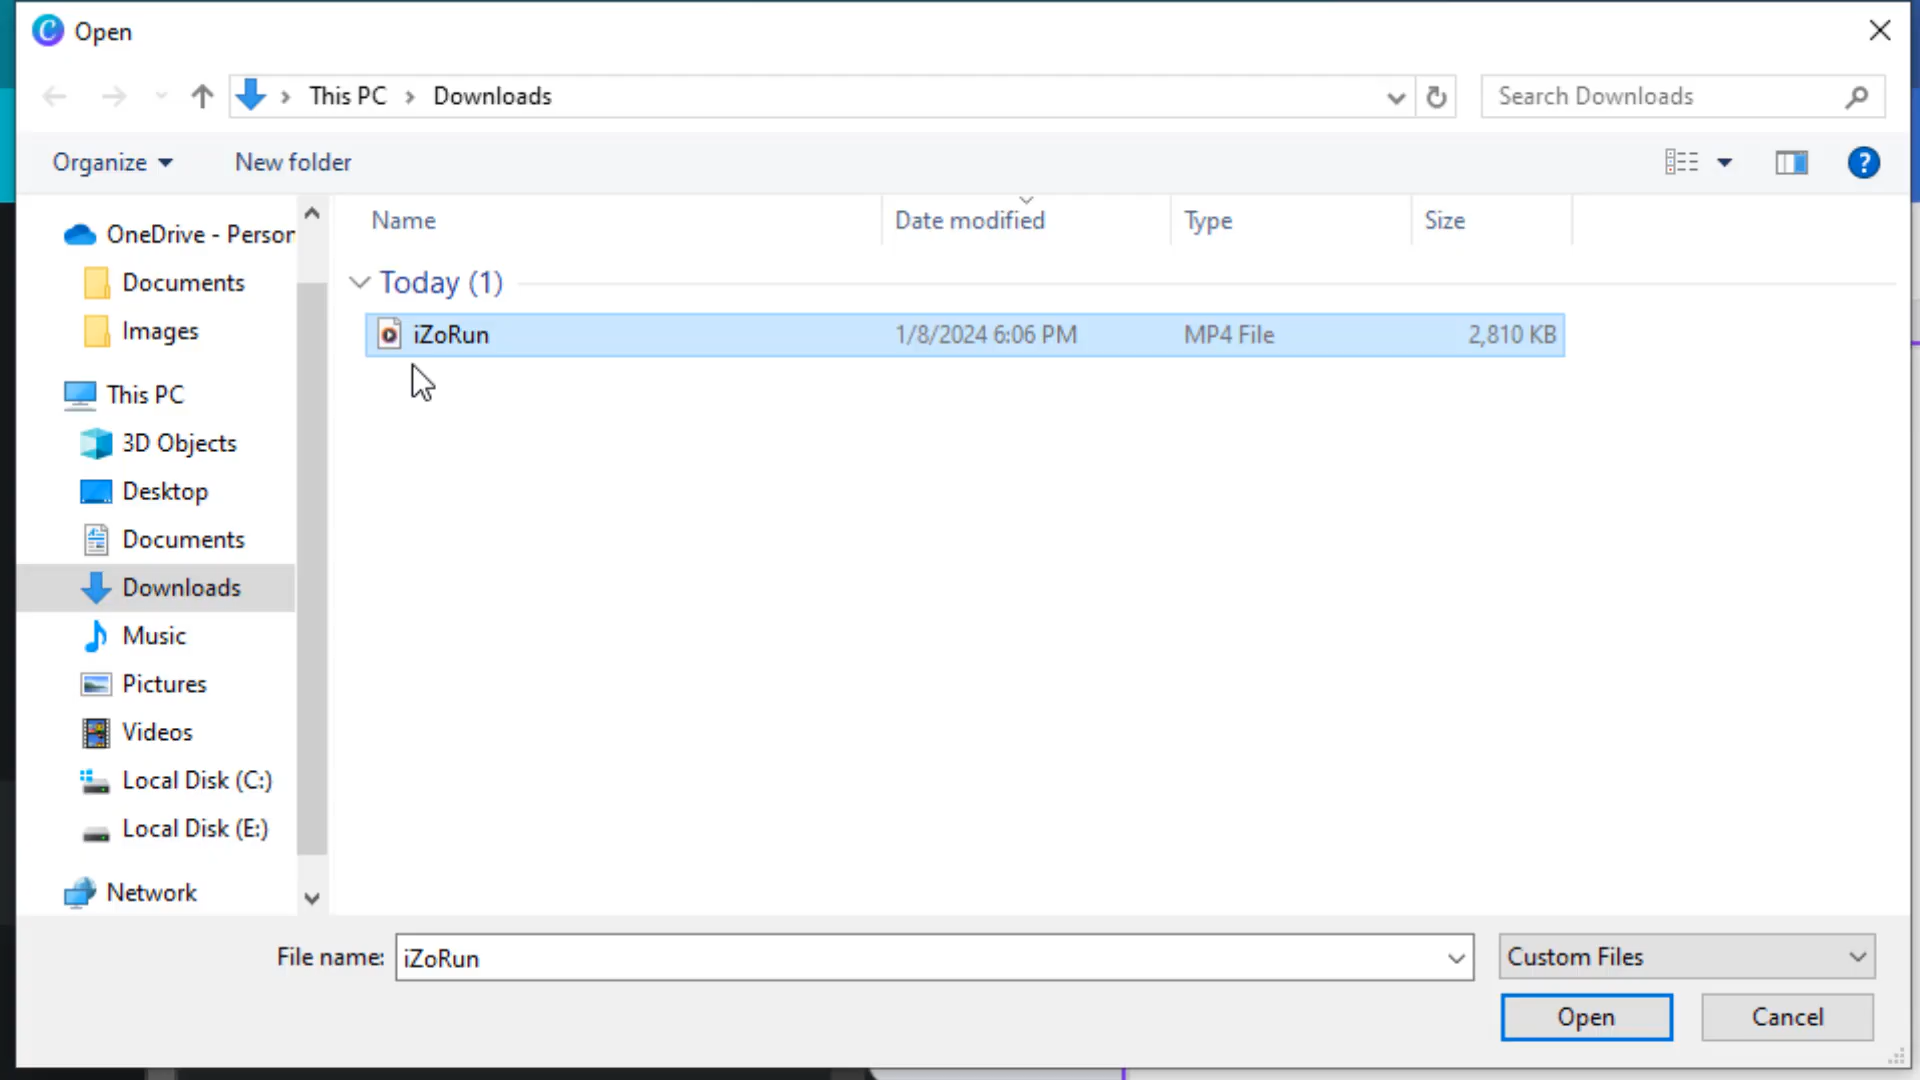 Open
This PC > Downloads
Search Downloads
Organize
New folder
?
Name
Date modified
Type
Size
Today (1)
iZoRun
1/8/2024 6:06 PM
MP4 File
2,810 KB
OneDrive - Person
Documents
Images
This PC
3D Objects
Desktop
Documents
Downloads
Music
Pictures
Videos
Local Disk (C:)
Local Disk (E:)
Network
File name:
iZoRun
Custom Files
Open
Cancel